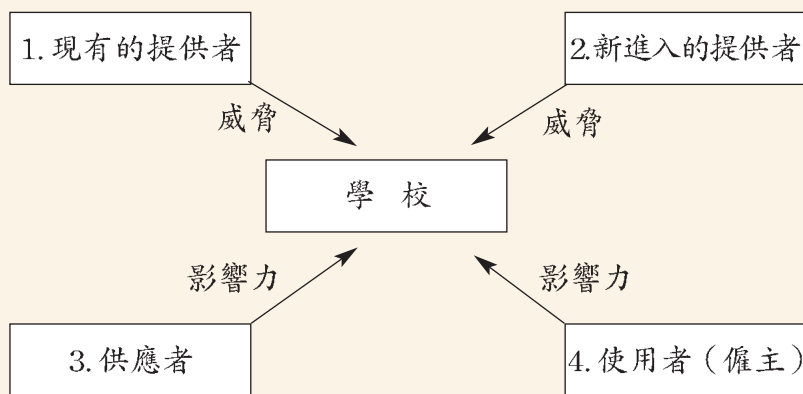 1.現有的提供者
2.新進入的提供者
威脅
威脅
學 校
影響力
影響力
3.供應者
4.使用者（僱主）